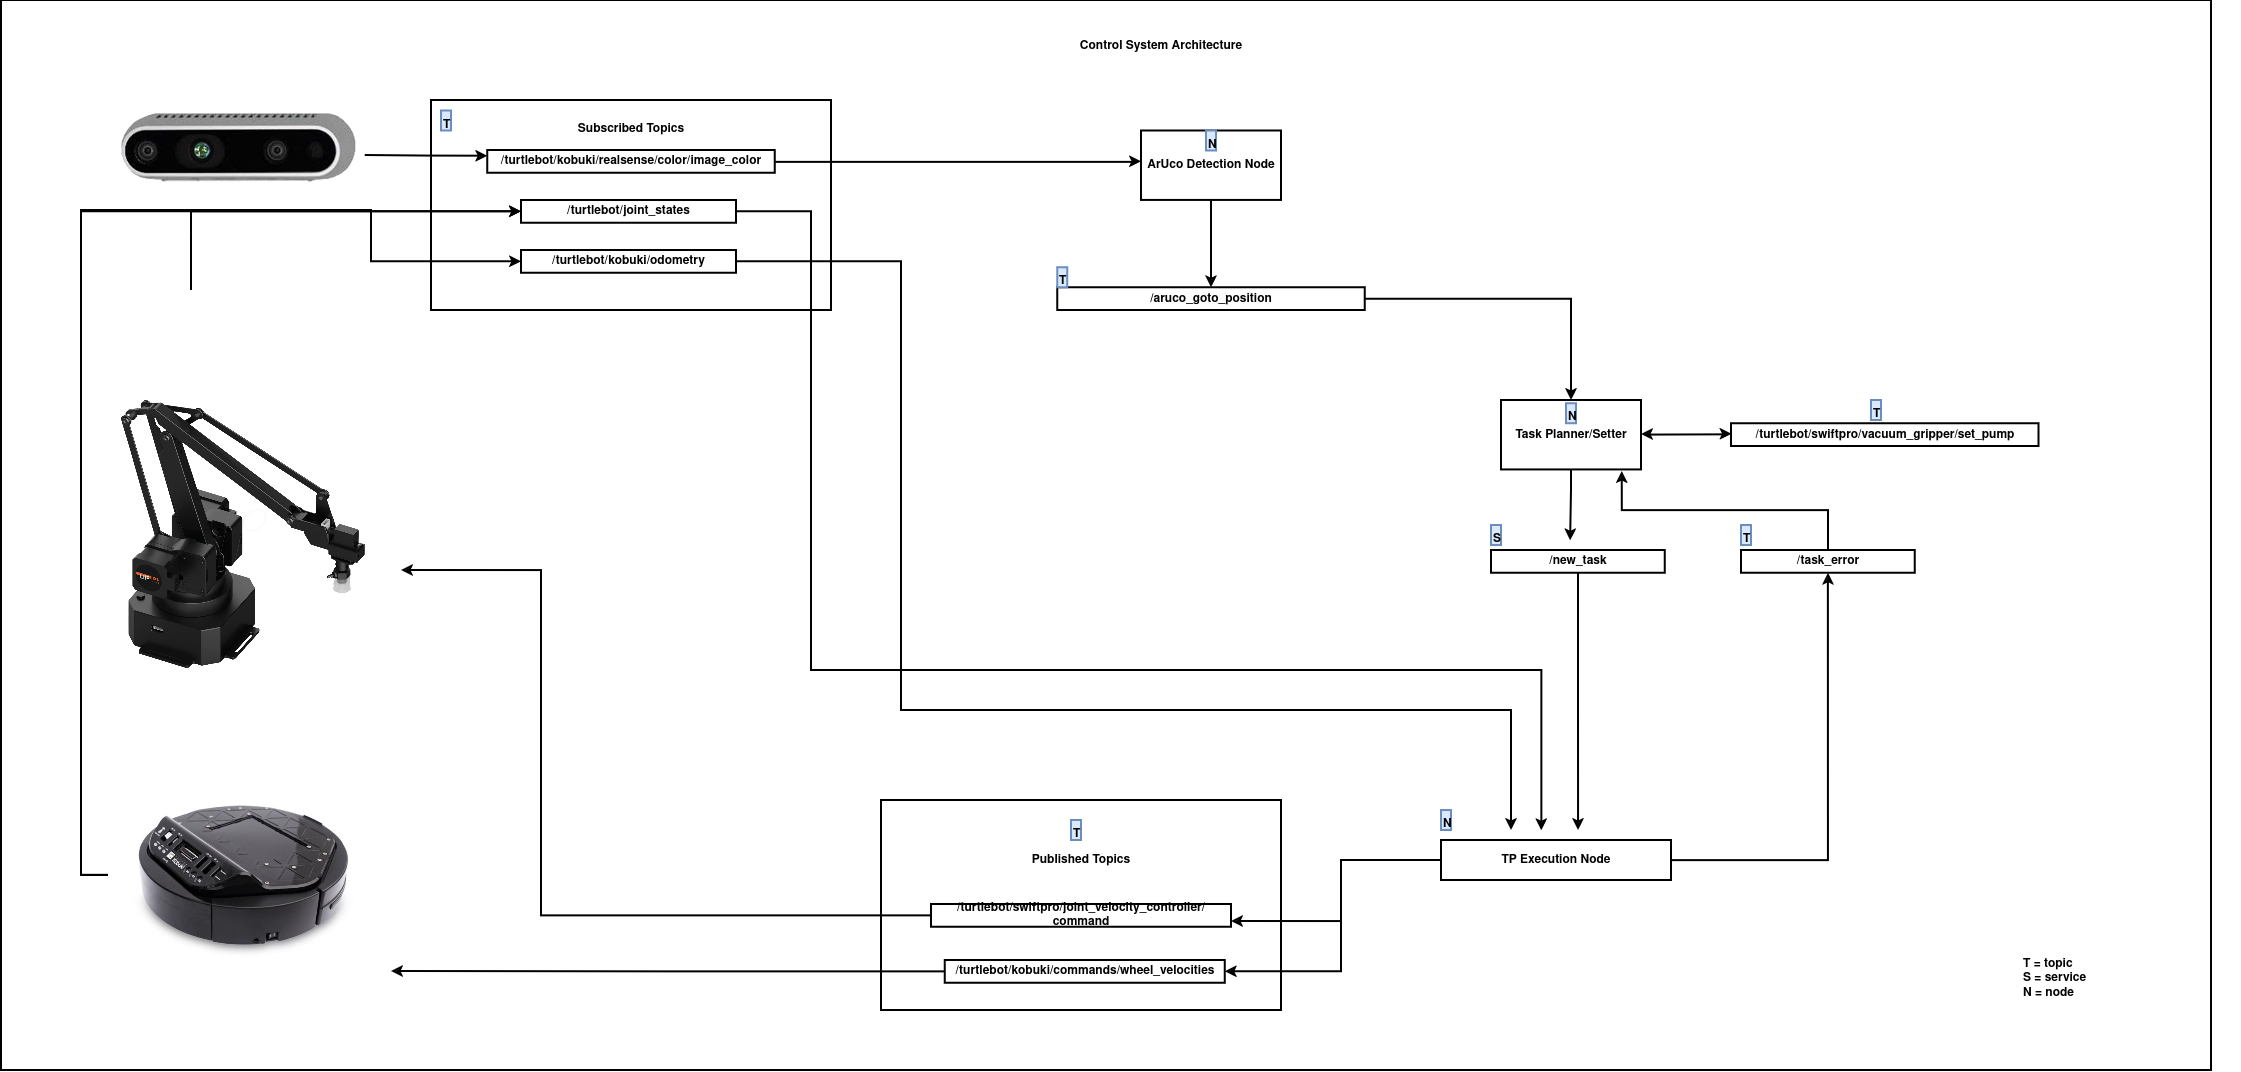 Control System Architecture
T
Subscribed Topics
/turtlebot/kobuki/realsense/color/image_color
/turtlebot/joint_states
/turtlebot/kobuki/odometry
N
ArUco Detection Node
T
/aruco_goto_position
N
Task Planner/Setter
T
/turtlebot/swiftpro/vacuum_gripper/set_pump
S
/new_task
T
/task_error
T
Published Topics
/turtlebot/swiftpro/joint_velocity_controller/
command
/turtlebot/kobuki/commands/wheel_velocities
N
TP Execution Node
T = topic
S = service
N = node